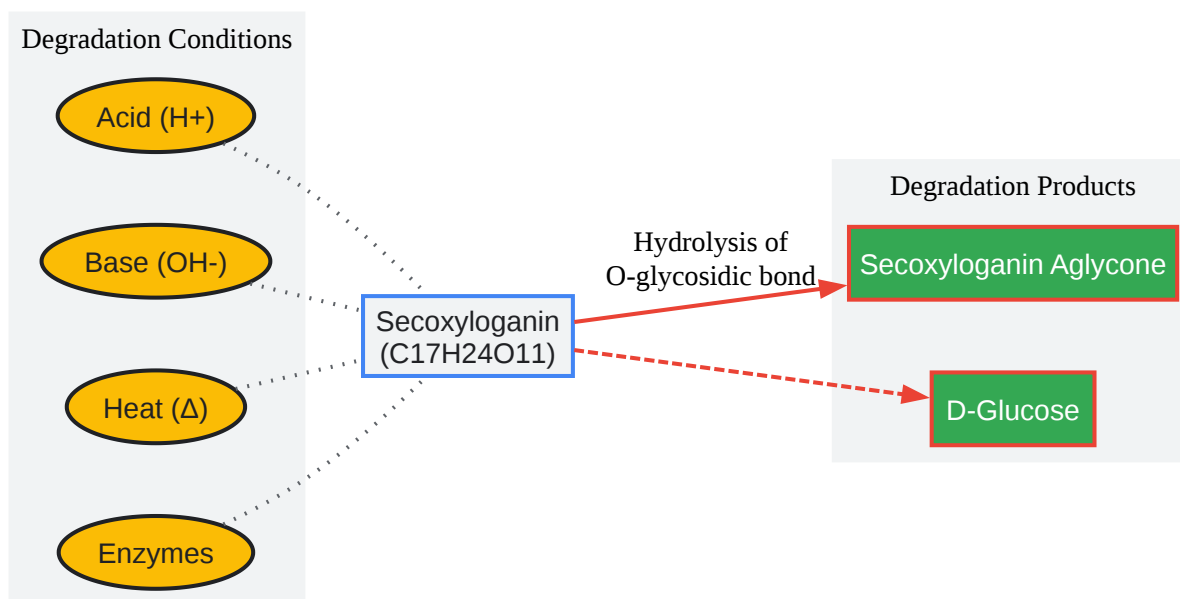 Degradation Conditions
Acid (H+)
Base (OH-)
Heat (Δ)
Enzymes
Secoxyloganin
(C17H24O11)
Hydrolysis of
O-glycosidic bond
Degradation Products
Secoxyloganin Aglycone
D-Glucose